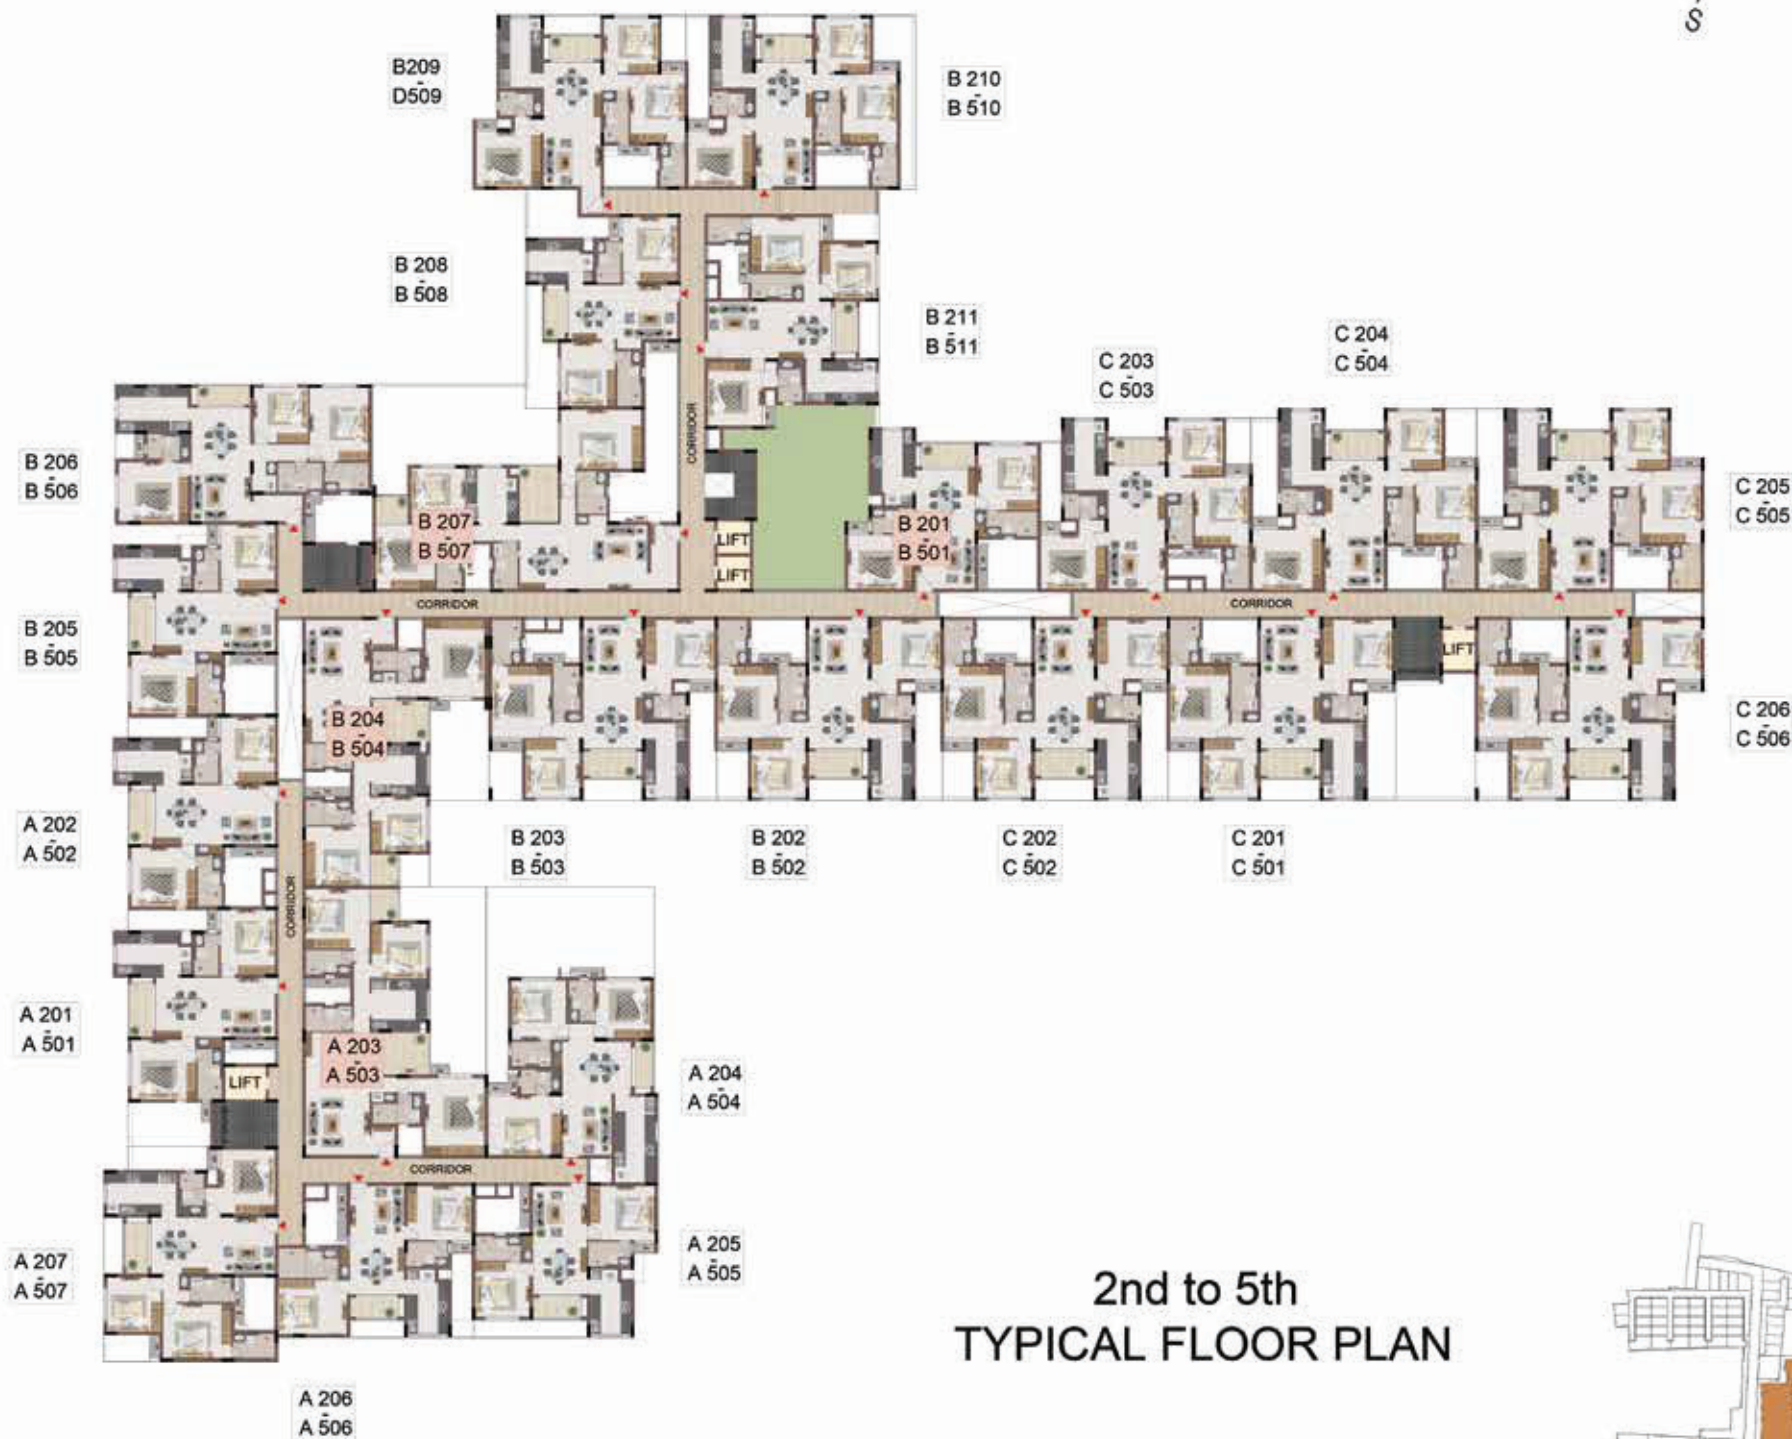 S
B209
-
D509
B 210
-
B 510
B 208
-
B 508
B 211
-
B 511
C 203
-
C 503
C 204
-
C 504
CORRIDOR
B 206
-
B 506
B 207
-
B 507
LIFT
LIFT
B 201
-
B 501
C 205
-
C 505
CORRIDOR
CORRIDOR
B 205
-
B 505
LIFT
B 204
-
B 504
C 206
-
C 506
A 202
-
A 502
B 203
-
B 503
B 202
-
B 502
C 202
-
C 502
C 201
-
C 501
CORRIDOR
A 201
-
A 501
A 203
-
A 503
LIFT
A 204
-
A 504
CORRIDOR
A 207
-
A 507
A 205
-
A 505
2nd to 5th
TYPICAL FLOOR PLAN
A 206
-
A 506